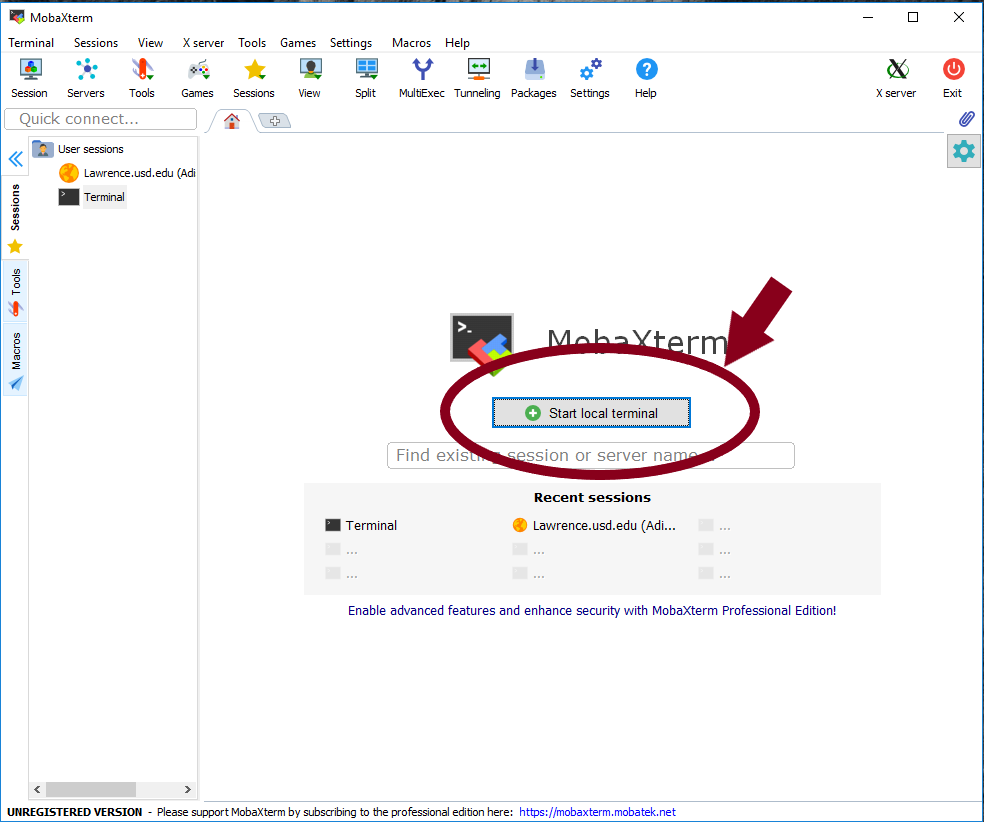 MobaXterm
Terminal Sessions View X server Tools Games Settings Macros Help
Session Servers Tools Games Sessions View Split MultiExec Tunneling Packages Settings Help X server Exit
Quick connect...
User sessions
Lawrence.usd.edu (Adi
Terminal
Sessions
Tools
Macros
>_
MobaXterm
Start local terminal
Find existing session or server name...
Recent sessions
Terminal Lawrence.usd.edu (Adi... ...
... ... ...
... ... ...
Enable advanced features and enhance security with MobaXterm Professional Edition!
UNREGISTERED VERSION - Please support MobaXterm by subscribing to the professional edition here: https://mobaxterm.mobatek.net